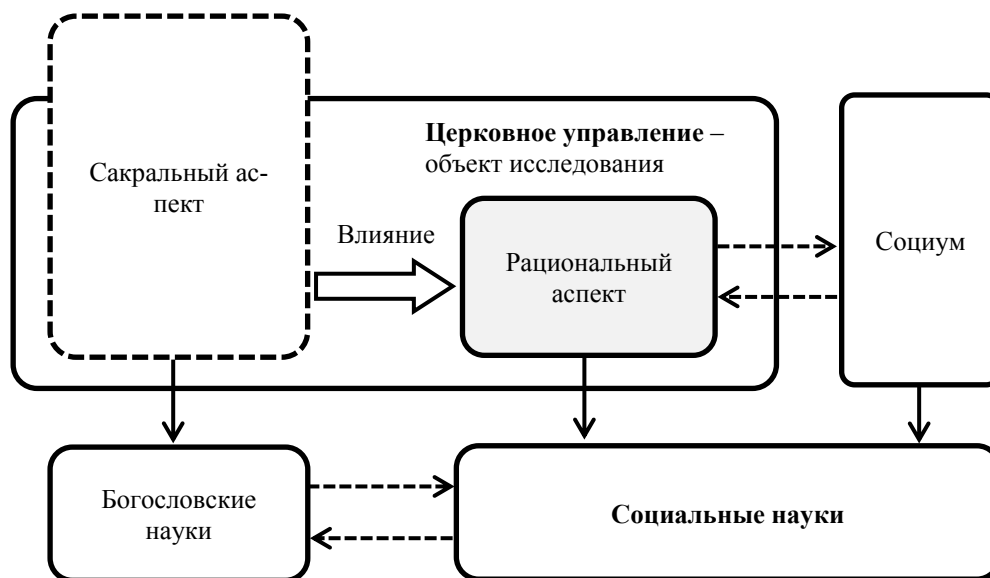 Церковное управление –
объект исследования
Сакральный ас-
пект
Влияние
Рациональный
аспект
Социум
Богословские
науки
Социальные науки